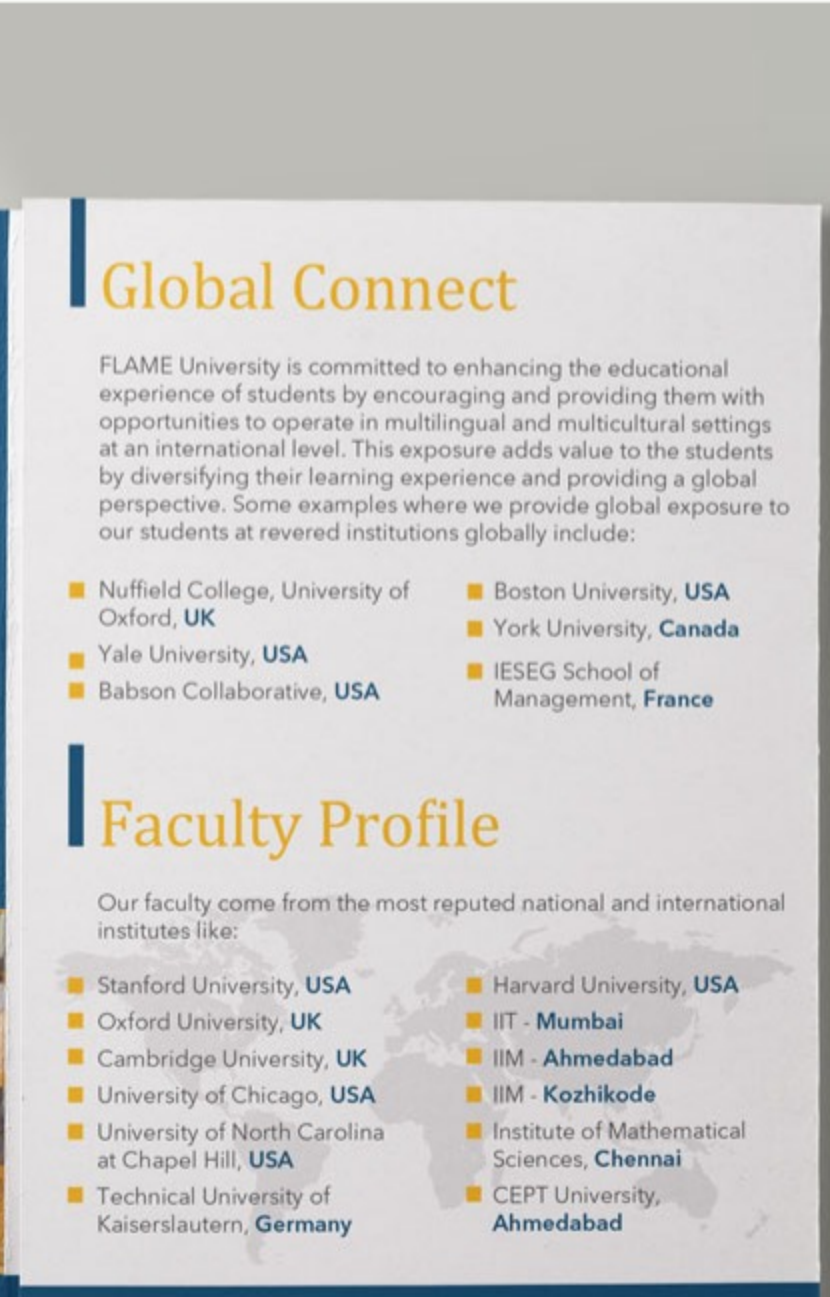 Global Connect
FLAME University is committed to enhancing the educational
experience of students by encouraging and providing them with
opportunities to operate in multilingual and multicultural settings
at an international level. This exposure adds value to the students
by diversifying their learning experience and providing a global
perspective. Some examples where we provide global exposure to
our students at revered institutions globally include:
Nuffield College, University of
Oxford, UK
Yale University, USA
Babson Collaborative, USA
Boston University, USA
York University, Canada
IESEG School of
Management, France
Faculty Profile
Our faculty come from the most reputed national and international
institutes like:
Stanford University, USA
Oxford University, UK
Cambridge University, UK
University of Chicago, USA
University of North Carolina
at Chapel Hill, USA
Technical University of
Kaiserslautern, Germany
Harvard University, USA
IIT - Mumbai
IIM - Ahmedabad
IIM - Kozhikode
Institute of Mathematical
Sciences, Chennai
CEPT University,
Ahmedabad